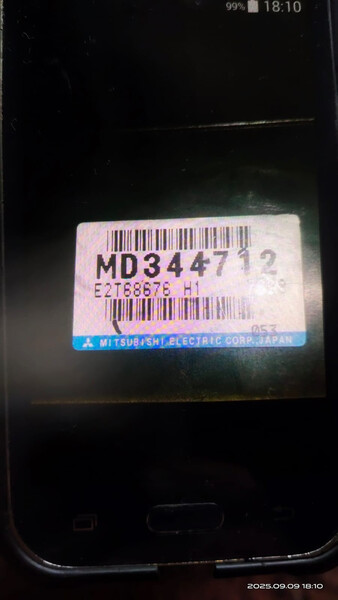 99% 18:10
MD344712
E2T68676 H1
053
MITSUBISHI ELECTRIC CORP. JAPAN
2025.09.09 18:10